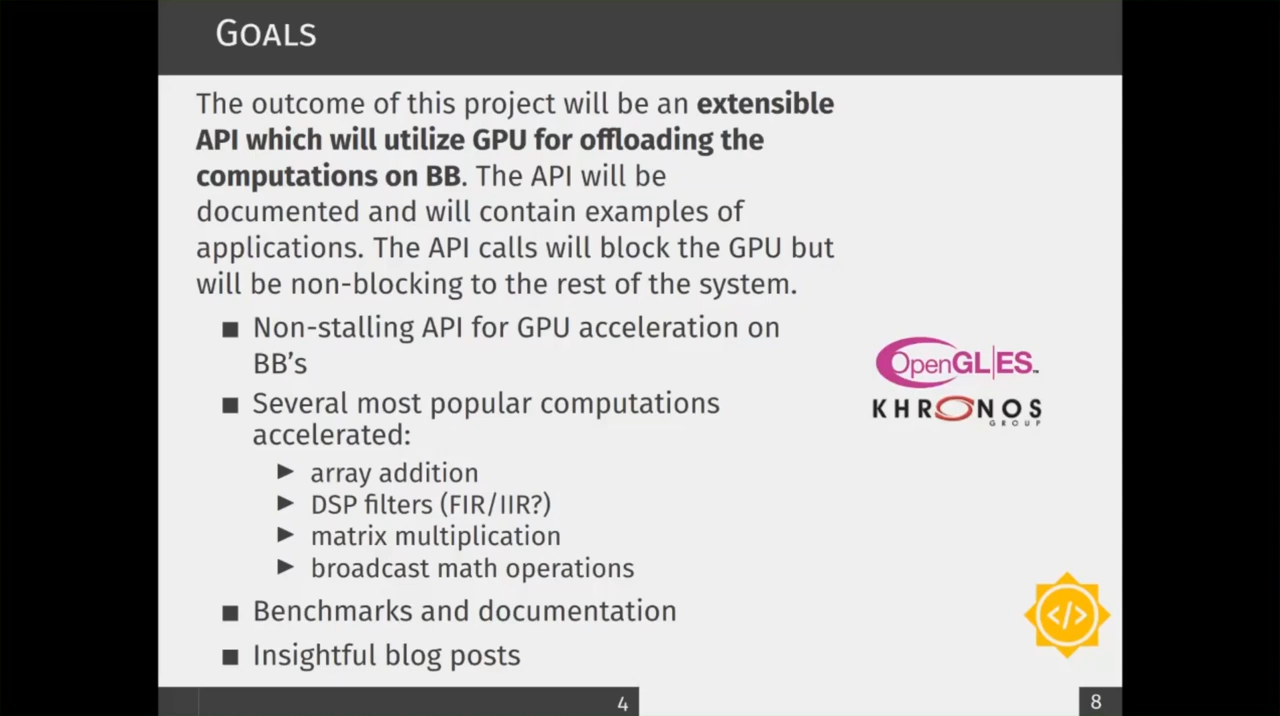 GOALS
The outcome of this project will be an extensible
API which will utilize GPU for offloading the
computations on BB. The API will be
documented and will contain examples of
applications. The API calls will block the GPU but
will be non-blocking to the rest of the system.
■ Non-stalling API for GPU acceleration on
BB's
■ Several most popular computations
accelerated:
▶ array addition
▶ DSP filters (FIR/IIR?)
▶ matrix multiplication
▶ broadcast math operations
■ Benchmarks and documentation
■ Insightful blog posts
OpenGL|ES™
KHRONOS
GROUP
</>
4
8